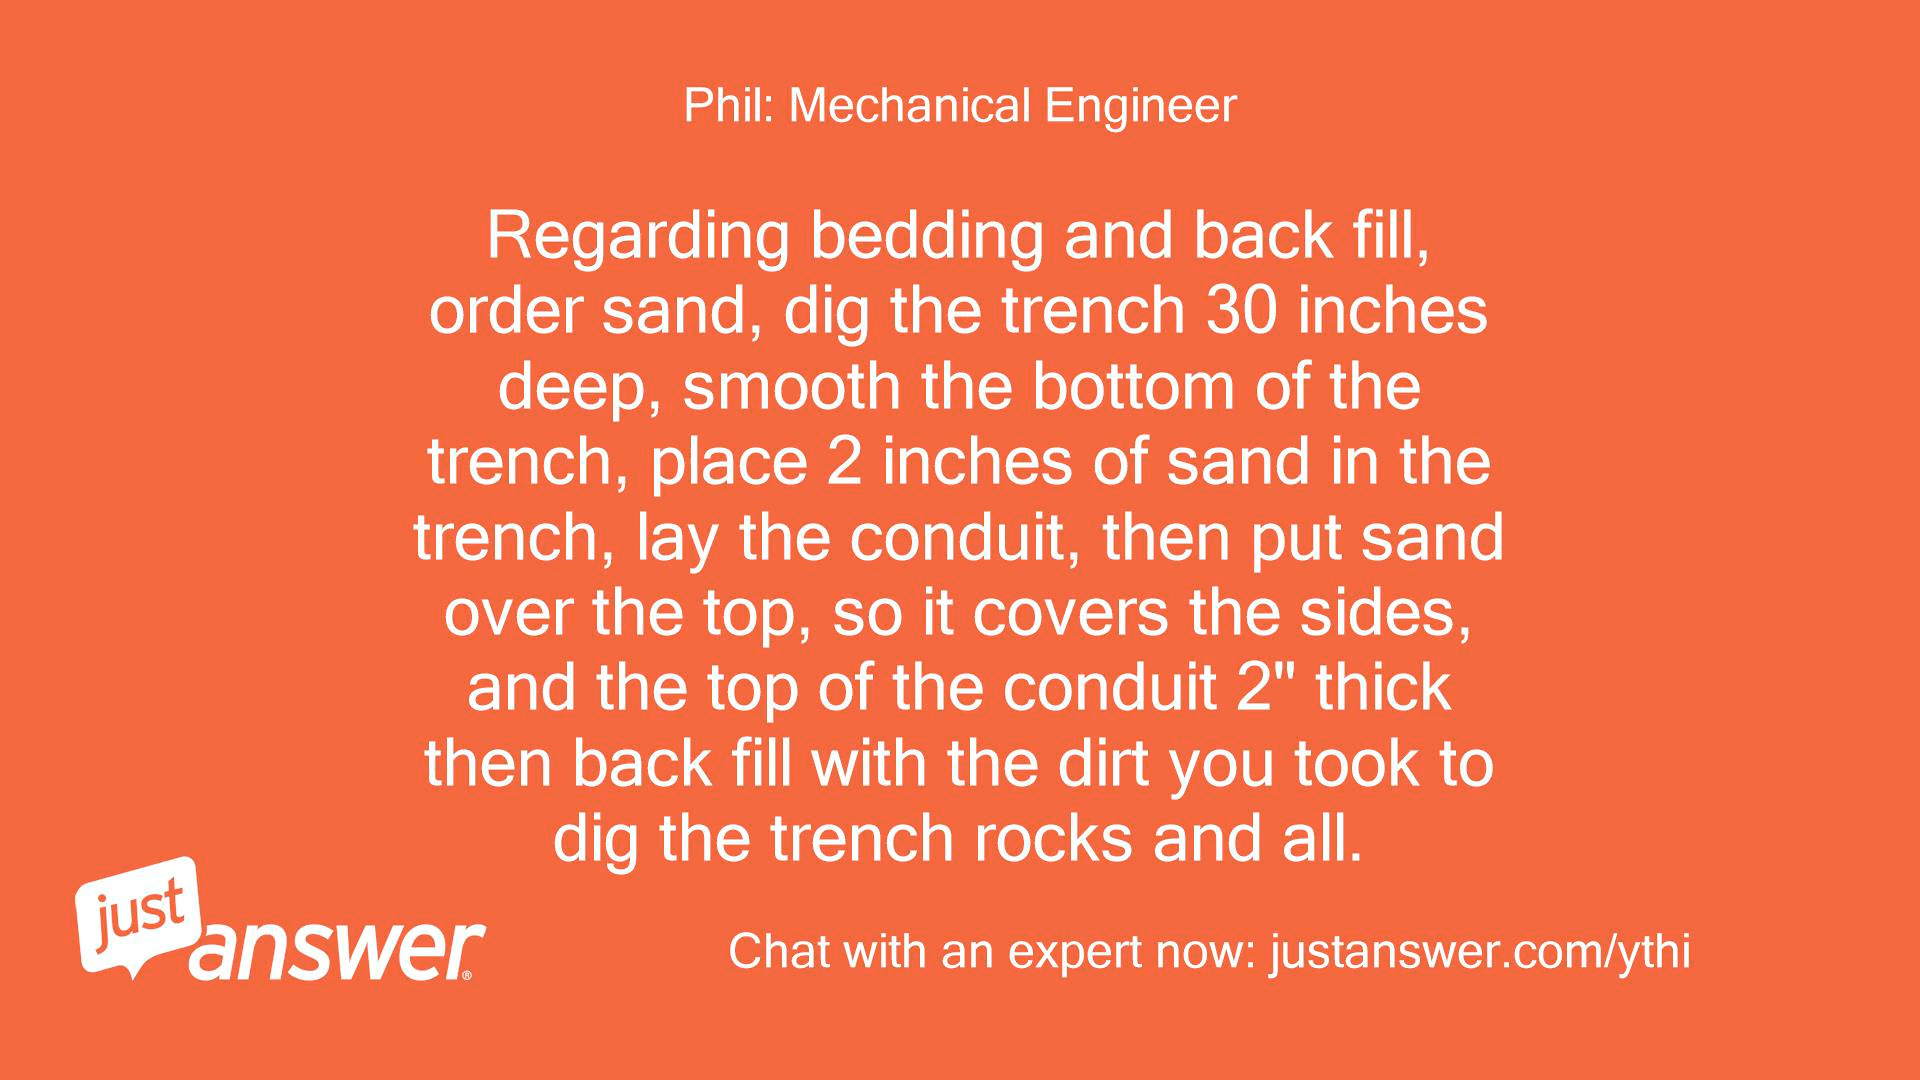 Phil: Mechanical Engineer
Regarding bedding and back fill,
order sand, dig the trench 30 inches
deep, smooth the bottom of the
trench, place 2 inches of sand in the
trench, lay the conduit, then put sand
over the top, so it covers the sides,
and the top of the conduit 2" thick
then back fill with the dirt you took to
dig the trench rocks and all.
just
answer®
Chat with an expert now: justanswer.com/ythi